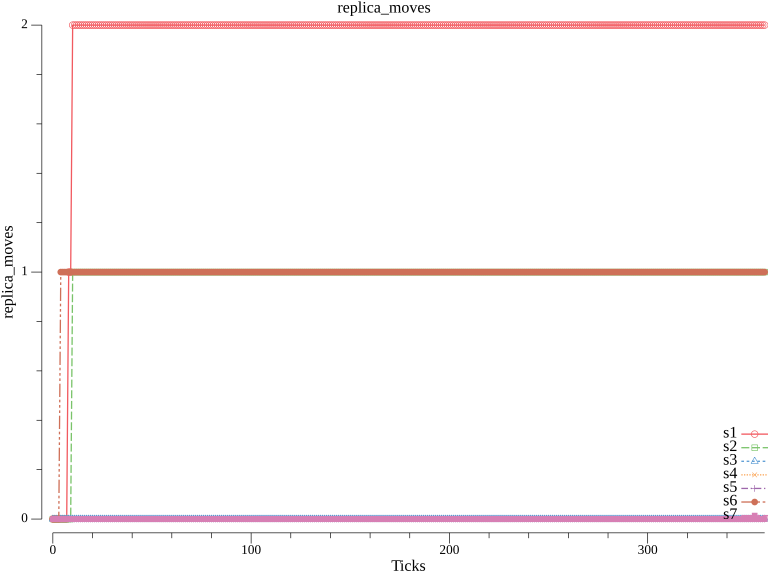 replica_moves
2
1
0
replica_moves
s1
s2
s3
s4
s5
s6
s7
0 100 200 300
Ticks